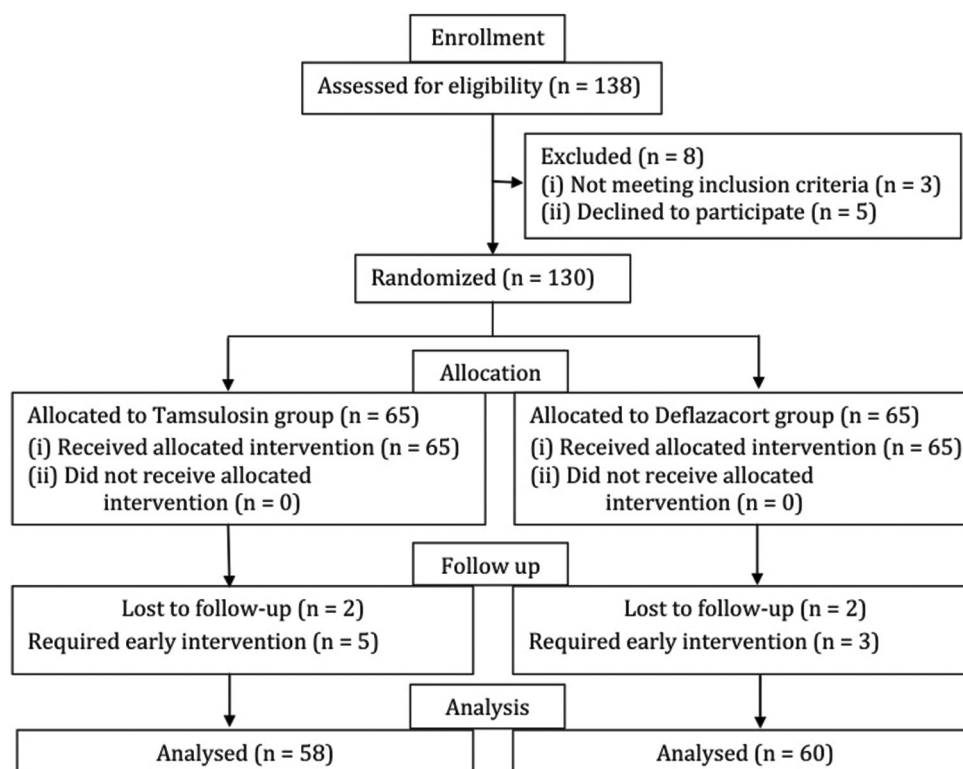 Enrollment
Assessed for eligibility (n = 138)
Excluded (n = 8)
(i) Not meeting inclusion criteria (n = 3)
(ii) Declined to participate (n = 5)
Randomized (n = 130)
Allocation
Allocated to Tamsulosin group (n = 65)
(i) Received allocated intervention (n = 65)
(ii) Did not receive allocated
intervention (n = 0)
Allocated to Deflazacort group (n = 65)
(i) Received allocated intervention (n = 65)
(ii) Did not receive allocated
intervention (n = 0)
Follow up
Lost to follow-up (n = 2)
Required early intervention (n = 5)
Lost to follow-up (n = 2)
Required early intervention (n = 3)
Analysis
Analysed (n = 58)
Analysed (n = 60)